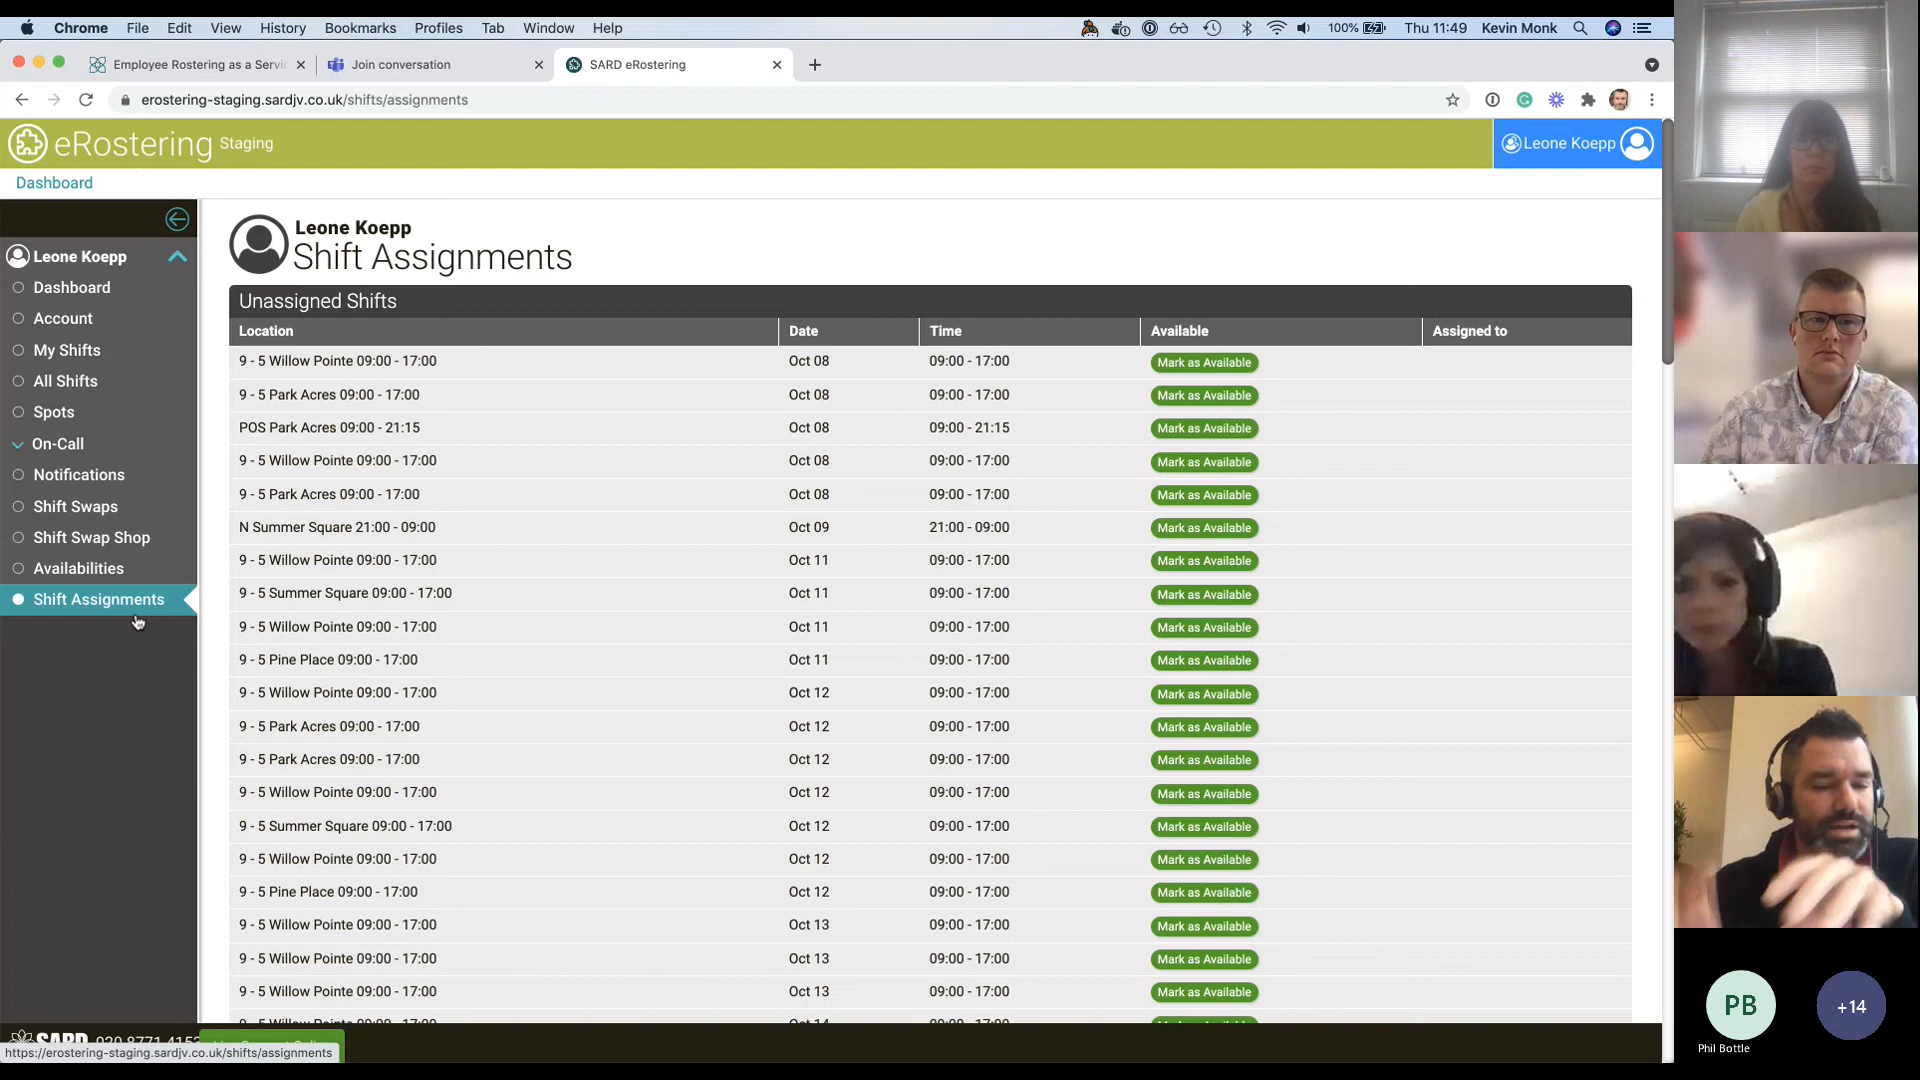 Chrome File Edit View History Bookmarks Profiles Tab Window Help 100% Thu 11:49 Kevin Monk
Employee Rostering as a Servi
Join conversation
SARD eRostering
erostering-staging.sardjv.co.uk/shifts/assignments
eRostering Staging
Leone Koepp
Dashboard
Leone Koepp
Dashboard
Account
My Shifts
All Shifts
Spots
On-Call
Notifications
Shift Swaps
Shift Swap Shop
Availabilities
Shift Assignments
Leone Koepp
Shift Assignments
Unassigned Shifts
Location Date Time Available Assigned to
9 - 5 Willow Pointe 09:00 - 17:00 Oct 08 09:00 - 17:00 Mark as Available
9 - 5 Park Acres 09:00 - 17:00 Oct 08 09:00 - 17:00 Mark as Available
POS Park Acres 09:00 - 21:15 Oct 08 09:00 - 21:15 Mark as Available
9 - 5 Willow Pointe 09:00 - 17:00 Oct 08 09:00 - 17:00 Mark as Available
9 - 5 Park Acres 09:00 - 17:00 Oct 08 09:00 - 17:00 Mark as Available
N Summer Square 21:00 - 09:00 Oct 09 21:00 - 09:00 Mark as Available
9 - 5 Willow Pointe 09:00 - 17:00 Oct 11 09:00 - 17:00 Mark as Available
9 - 5 Summer Square 09:00 - 17:00 Oct 11 09:00 - 17:00 Mark as Available
9 - 5 Willow Pointe 09:00 - 17:00 Oct 11 09:00 - 17:00 Mark as Available
9 - 5 Pine Place 09:00 - 17:00 Oct 11 09:00 - 17:00 Mark as Available
9 - 5 Willow Pointe 09:00 - 17:00 Oct 12 09:00 - 17:00 Mark as Available
9 - 5 Park Acres 09:00 - 17:00 Oct 12 09:00 - 17:00 Mark as Available
9 - 5 Park Acres 09:00 - 17:00 Oct 12 09:00 - 17:00 Mark as Available
9 - 5 Willow Pointe 09:00 - 17:00 Oct 12 09:00 - 17:00 Mark as Available
9 - 5 Summer Square 09:00 - 17:00 Oct 12 09:00 - 17:00 Mark as Available
9 - 5 Willow Pointe 09:00 - 17:00 Oct 12 09:00 - 17:00 Mark as Available
9 - 5 Pine Place 09:00 - 17:00 Oct 12 09:00 - 17:00 Mark as Available
9 - 5 Willow Pointe 09:00 - 17:00 Oct 13 09:00 - 17:00 Mark as Available
9 - 5 Willow Pointe 09:00 - 17:00 Oct 13 09:00 - 17:00 Mark as Available
9 - 5 Willow Pointe 09:00 - 17:00 Oct 13 09:00 - 17:00 Mark as Available
SARD
https://erostering-staging.sardjv.co.uk/shifts/assignments
PB
Phil Bottle
+14